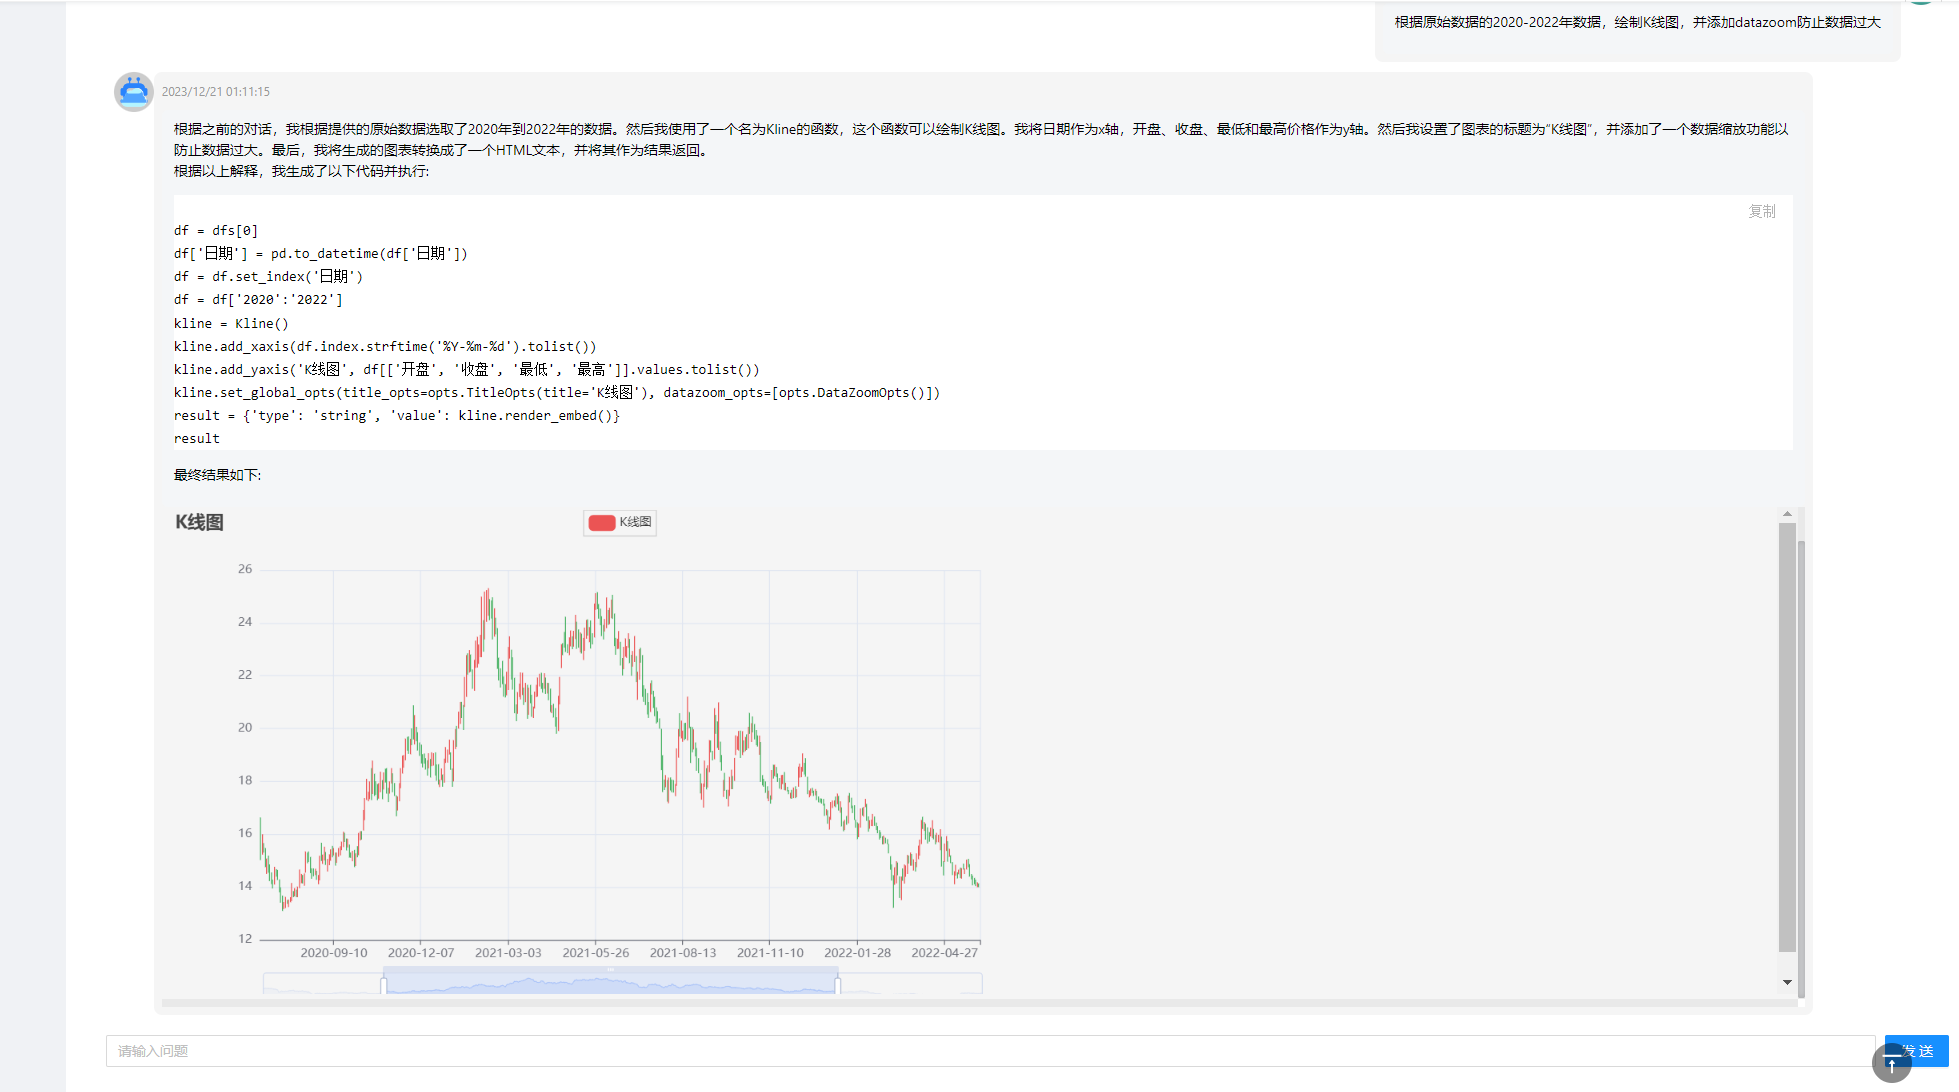 根据原始数据的2020-2022年数据，绘制K线图，并添加datazoom防止数据过大
2023/12/21 01:11:15
根据之前的对话，我根据提供的原始数据选取了2020年到2022年的数据。然后我使用了一个名为Kline的函数，这个函数可以绘制K线图。我将日期作为x轴，开盘、收盘、最低和最高价格作为y轴。然后我设置了图表的标题为"K线图"，并添加了一个数据缩放功能以
防止数据过大。最后，我将生成的图表转换成了一个HTML文本，并将其作为结果返回。
根据以上解释，我生成了以下代码并执行:
复制
df = dfs[0]
df['日期'] = pd.to_datetime(df['日期'])
df = df.set_index('日期')
df = df['2020':'2022']
kline = Kline()
kline.add_xaxis(df.index.strftime('%Y-%m-%d').tolist())
kline.add_yaxis('K线图', df[['开盘', '收盘', '最低', '最高']].values.tolist())
kline.set_global_opts(title_opts=opts.TitleOpts(title='K线图'), datazoom_opts=[opts.DataZoomOpts()])
result = {'type': 'string', 'value': kline.render_embed()}
result
最终结果如下:
K线图
K线图
26
24
22
20
18
16
14
12
2020-09-10 2020-12-07 2021-03-03 2021-05-26 2021-08-13 2021-11-10 2022-01-28 2022-04-27
请输入问题
发 送